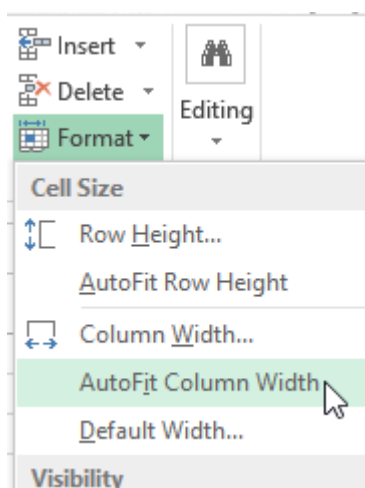 Insert
Delete
Format
Editing
Cell Size
Row Height...
AutoFit Row Height
Column Width...
AutoFit Column Width
Default Width...
Visibility